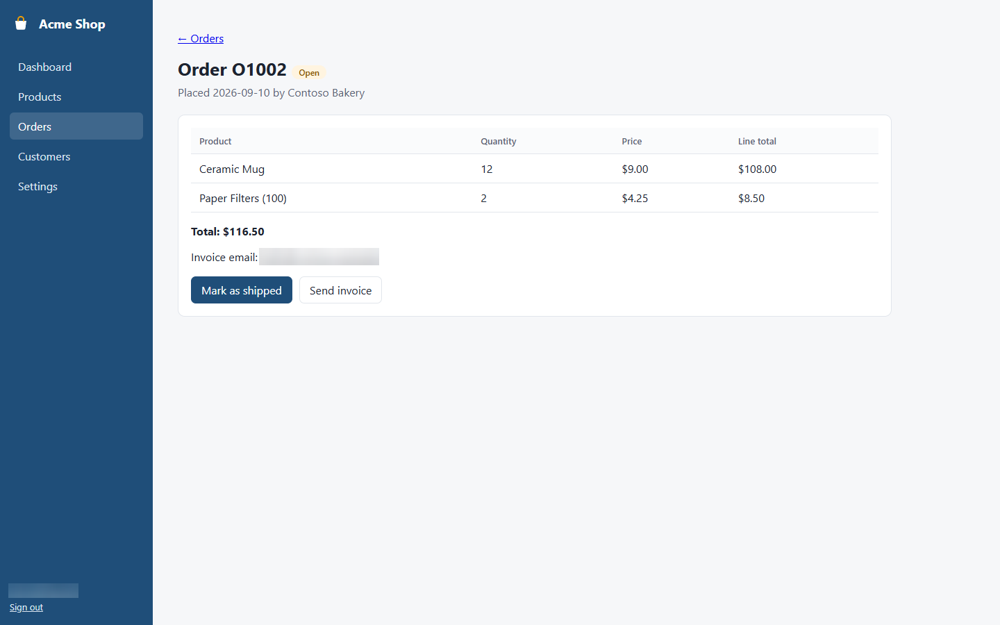 Acme Shop
Dashboard
Products
Orders
Customers
Settings
Sign out
← Orders
Order O1002 Open
Placed 2026-09-10 by Contoso Bakery
Product Quantity Price Line total
Ceramic Mug 12 $9.00 $108.00
Paper Filters (100) 2 $4.25 $8.50
Total: $116.50
Invoice email:
Mark as shipped Send invoice